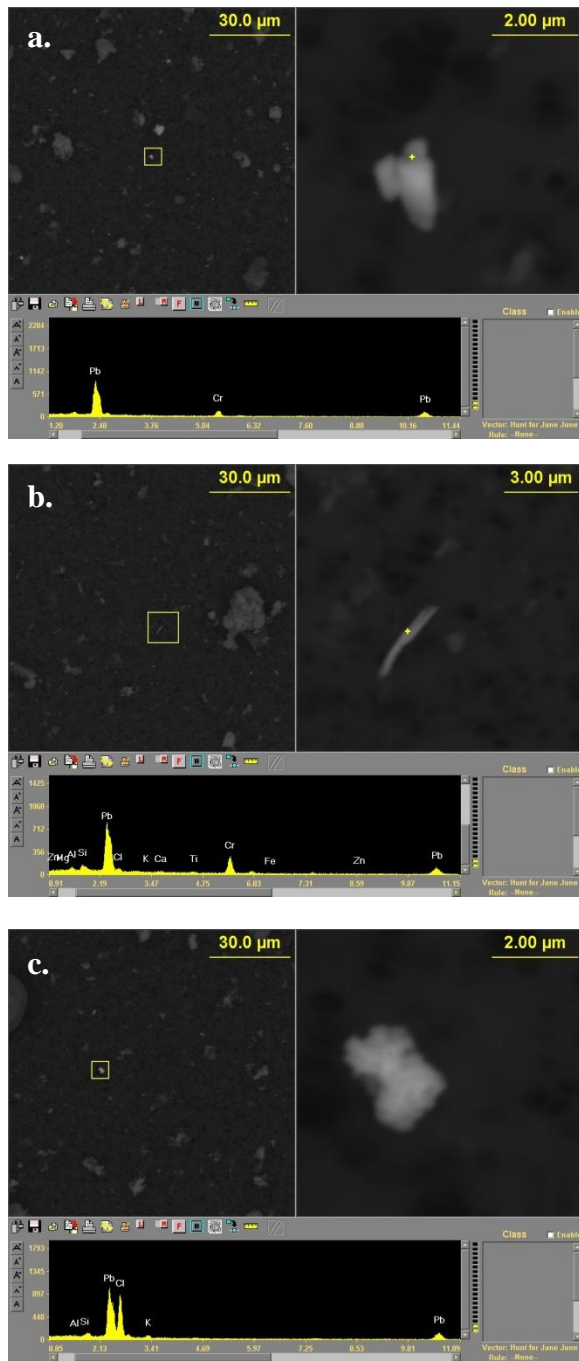 a.
30.0 µm
2.00 µm
Class
Enable
2284
1713
1142
571
0
Pb
Cr
Pb
1.20 2.48 3.76 5.04 6.32 7.60 8.88 10.16 11.44
Vector: Hunt for Jane June
Rule: --None--
b.
30.0 µm
3.00 µm
Class
Enable
1425
1068
712
356
0
Zn Mg Al Si Pb Cl K Ca Ti Cr Fe Zn Pb
0.91 2.19 3.47 4.75 6.03 7.31 8.59 9.87 11.15
Vector: Hunt for Jane June
Rule: --None--
c.
30.0 µm
2.00 µm
Class
Enable
1793
1345
897
448
0
Al Si Pb Cl K Pb
0.85 2.13 3.41 4.69 5.97 7.25 8.53 9.81 11.09
Vector: Hunt for Jane June
Rule: --None--